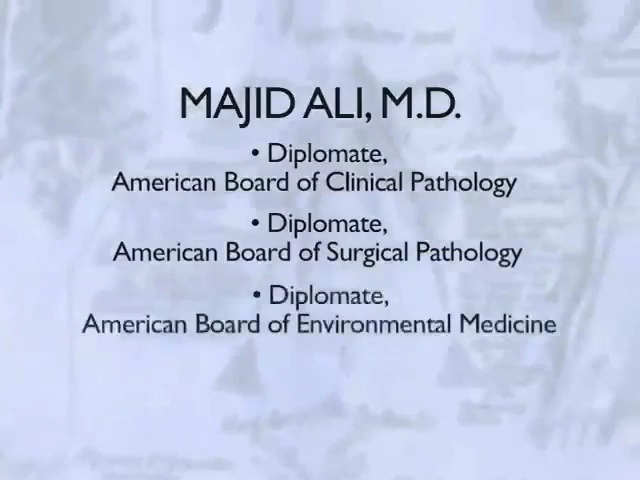 MAJID ALI, M.D.
• Diplomate,
American Board of Clinical Pathology
• Diplomate,
American Board of Surgical Pathology
• Diplomate,
American Board of Environmental Medicine